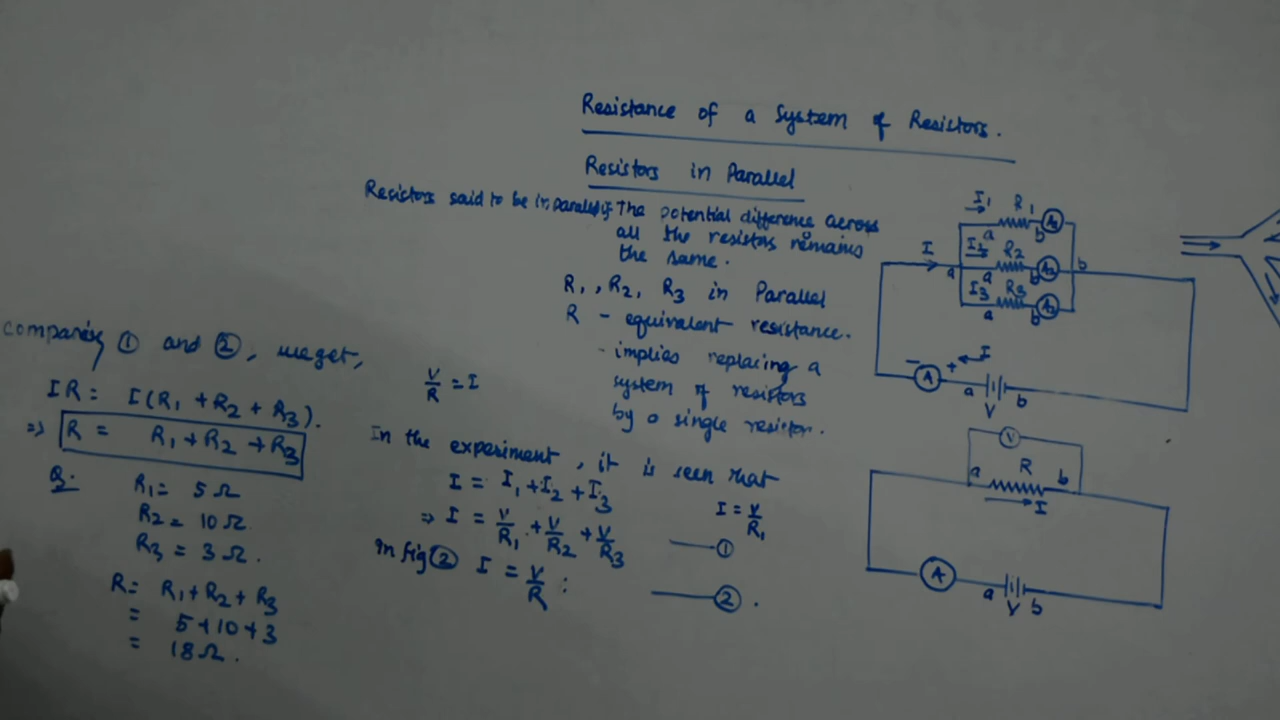 Resistance of a System of Resistors.
Resistors in Parallel
Resistors said to be in parallel if The potential difference across
all the resistors remains
the same.
R₁, R₂, R₃ in Parallel
R - equivalent resistance.
- implies replacing a
system of resistors
by a single resistor.
V/R = I
In the experiment, it is seen that
I = I₁ + I₂ + I₃
I = V/R₁
⇒ I = V/R₁ + V/R₂ + V/R₃ —①
In fig ② I = V/R : —② .
comparing ① and ②, we get,
IR = I(R₁ + R₂ + R₃).
⇒ R = R₁ + R₂ + R₃
Q.
R₁ = 5 Ω
R₂ = 10 Ω
R₃ = 3 Ω.
R = R₁ + R₂ + R₃
= 5 + 10 + 3
= 18 Ω.
I₁ R₁ A₁
a b
I I₂ R₂ A₂
a a b b
I₃ R₃ A₃
a b
I
− A + a V b
V
a R b
I
A a V b